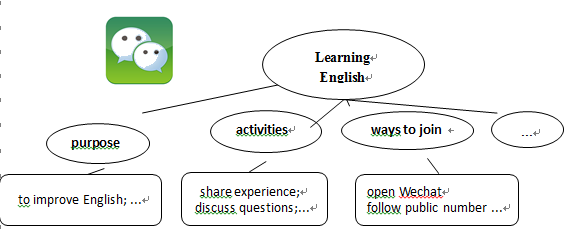 Learning
English
purpose
activities
ways to join
...
to improve English; ...
share experience;
discuss questions;...
open Wechat
follow public number ...